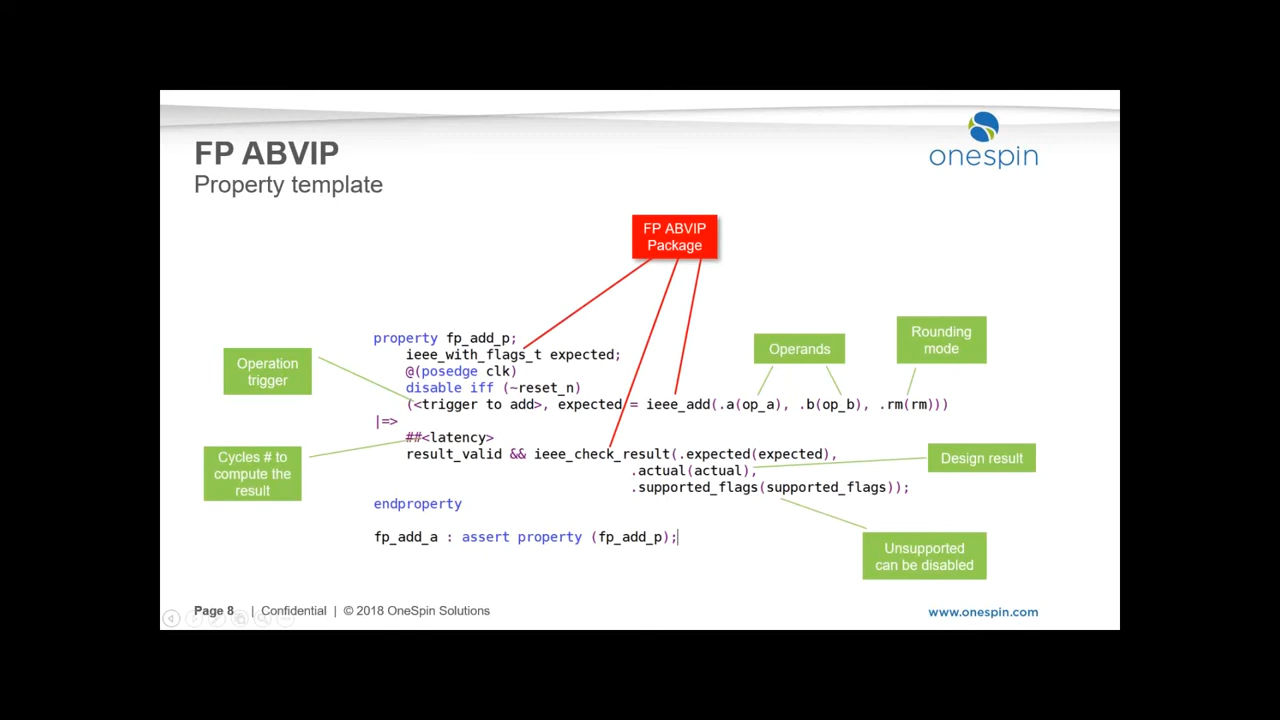 FP ABVIP
Property template
onespin
FP ABVIP
Package
Operation
trigger
Cycles # to
compute the
result
Operands
Rounding
mode
Design result
Unsupported
can be disabled
property fp_add_p;
ieee_with_flags_t expected;
@(posedge clk)
disable iff (~reset_n)
(<trigger to add>, expected = ieee_add(.a(op_a), .b(op_b), .rm(rm)))
|=>
##<latency>
result_valid && ieee_check_result(.expected(expected),
.actual(actual),
.supported_flags(supported_flags));
endproperty
fp_add_a : assert property (fp_add_p);
Page 8 | Confidential | © 2018 OneSpin Solutions
www.onespin.com